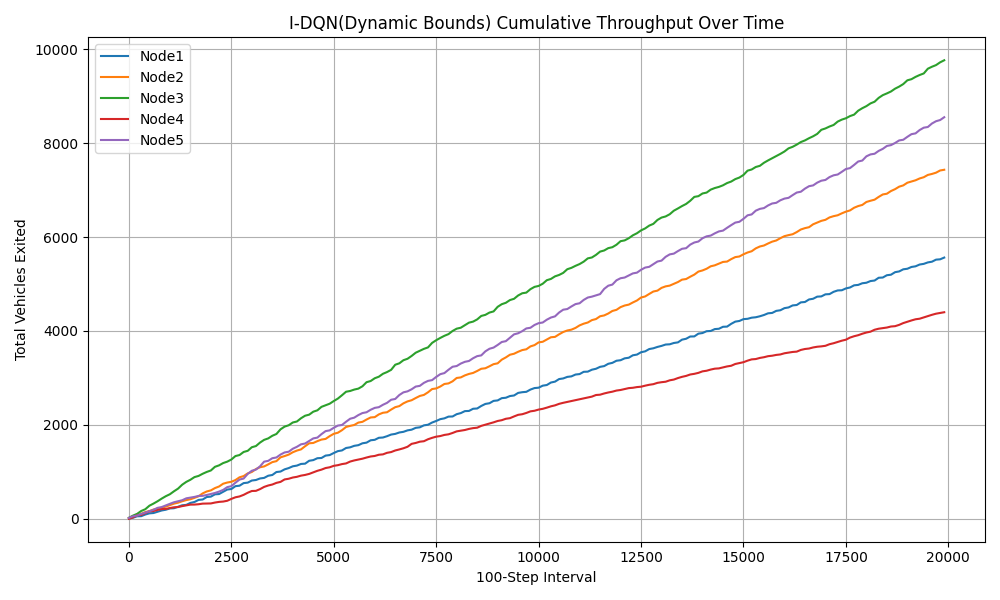 I-DQN(Dynamic Bounds) Cumulative Throughput Over Time
Node1
Node2
Node3
Node4
Node5
Total Vehicles Exited
10000
8000
6000
4000
2000
0
0 2500 5000 7500 10000 12500 15000 17500 20000
100-Step Interval